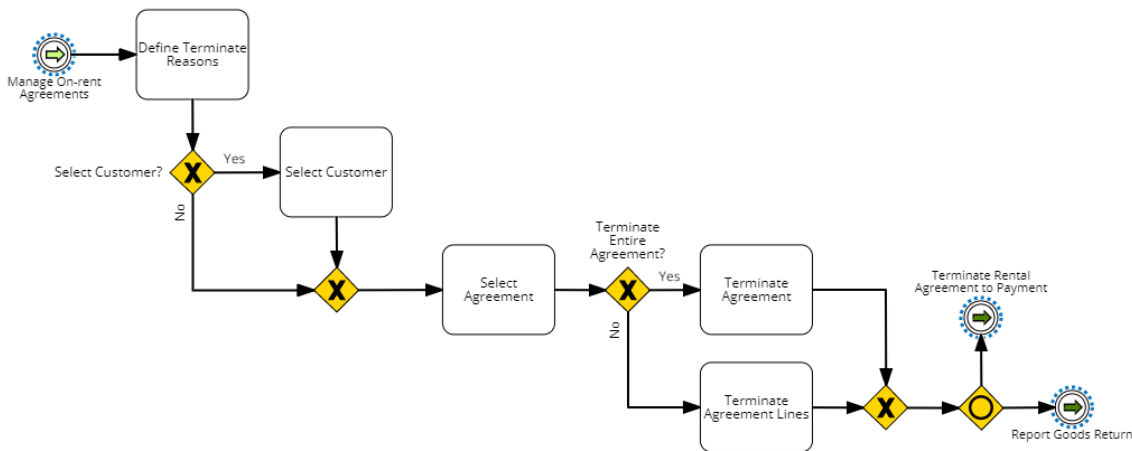 Define Terminate
Reasons
Manage On-rent
Agreements
Select Customer?
Yes
Select Customer
No
Terminate
Entire
Agreement?
Select
Agreement
Yes
Terminate
Agreement
Terminate Rental
Agreement to Payment
No
Terminate
Agreement Lines
Report Goods Return